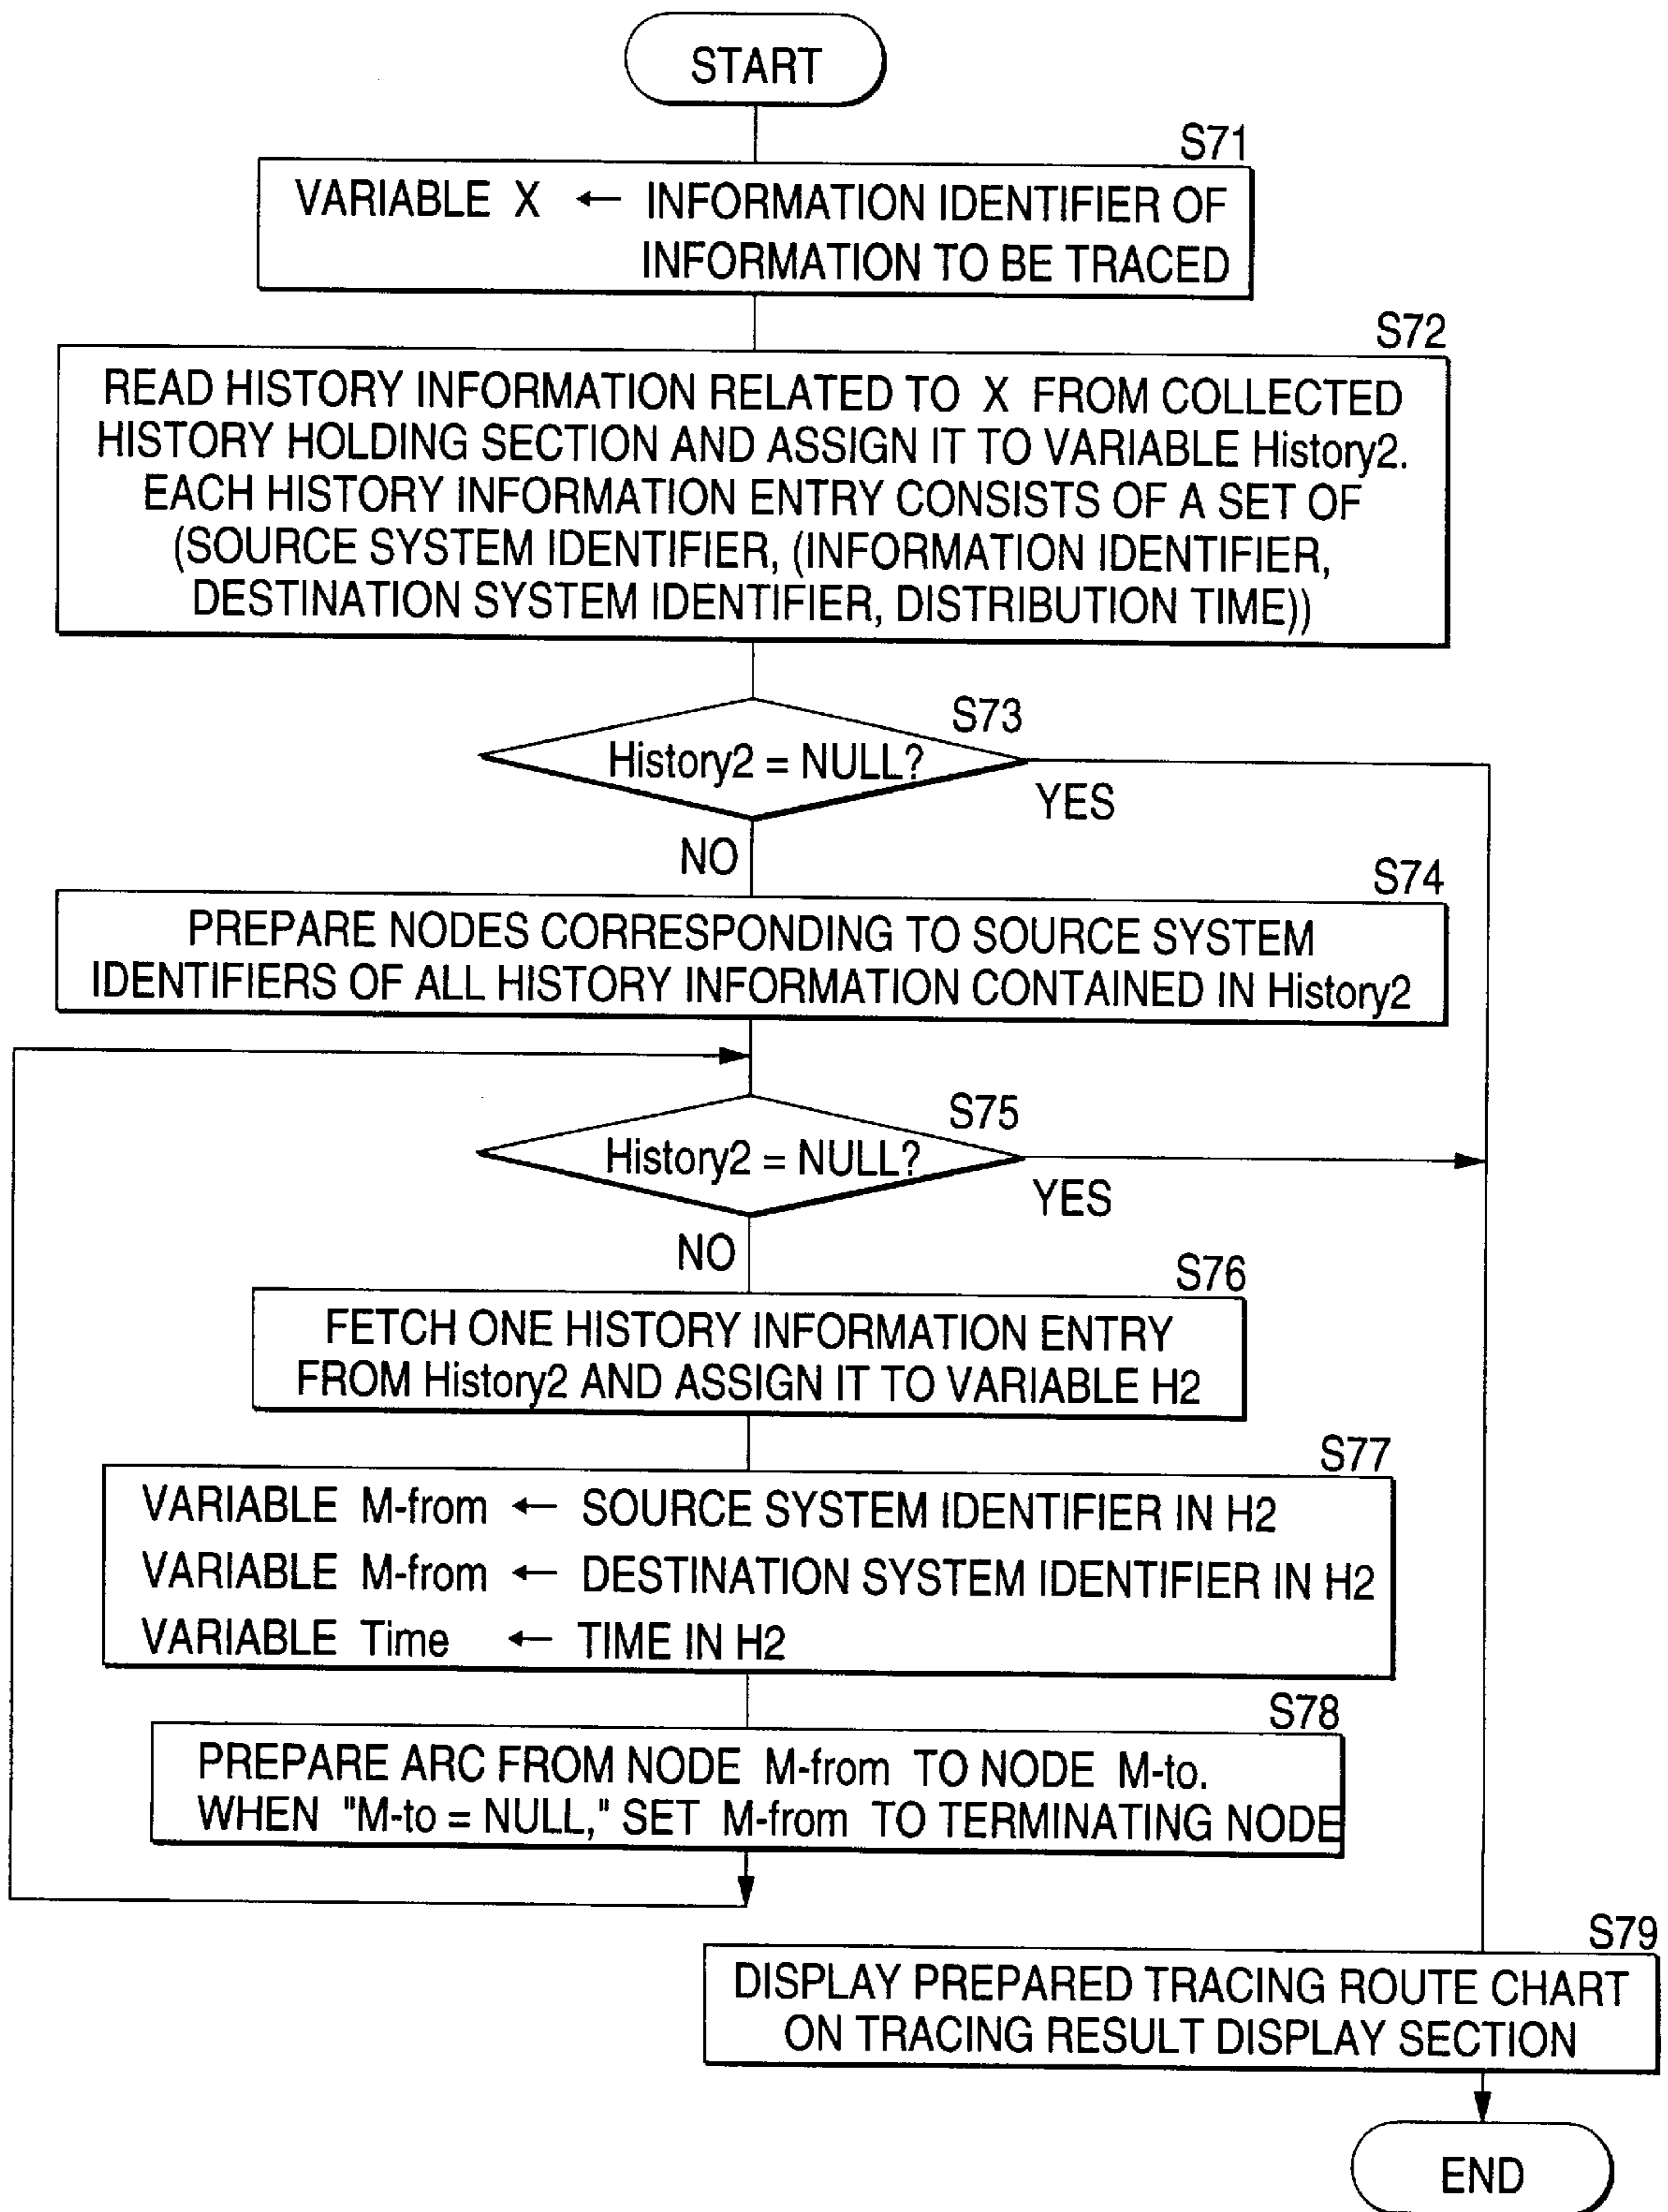 START
S71
VARIABLE X ← INFORMATION IDENTIFIER OF
INFORMATION TO BE TRACED
S72
READ HISTORY INFORMATION RELATED TO X FROM COLLECTED
HISTORY HOLDING SECTION AND ASSIGN IT TO VARIABLE History2.
EACH HISTORY INFORMATION ENTRY CONSISTS OF A SET OF
(SOURCE SYSTEM IDENTIFIER, (INFORMATION IDENTIFIER,
DESTINATION SYSTEM IDENTIFIER, DISTRIBUTION TIME))
S73
History2 = NULL?
YES
NO
S74
PREPARE NODES CORRESPONDING TO SOURCE SYSTEM
IDENTIFIERS OF ALL HISTORY INFORMATION CONTAINED IN History2
S75
History2 = NULL?
YES
NO
S76
FETCH ONE HISTORY INFORMATION ENTRY
FROM History2 AND ASSIGN IT TO VARIABLE H2
S77
VARIABLE M-from ← SOURCE SYSTEM IDENTIFIER IN H2
VARIABLE M-from ← DESTINATION SYSTEM IDENTIFIER IN H2
VARIABLE Time ← TIME IN H2
S78
PREPARE ARC FROM NODE M-from TO NODE M-to.
WHEN "M-to = NULL," SET M-from TO TERMINATING NODE
S79
DISPLAY PREPARED TRACING ROUTE CHART
ON TRACING RESULT DISPLAY SECTION
END